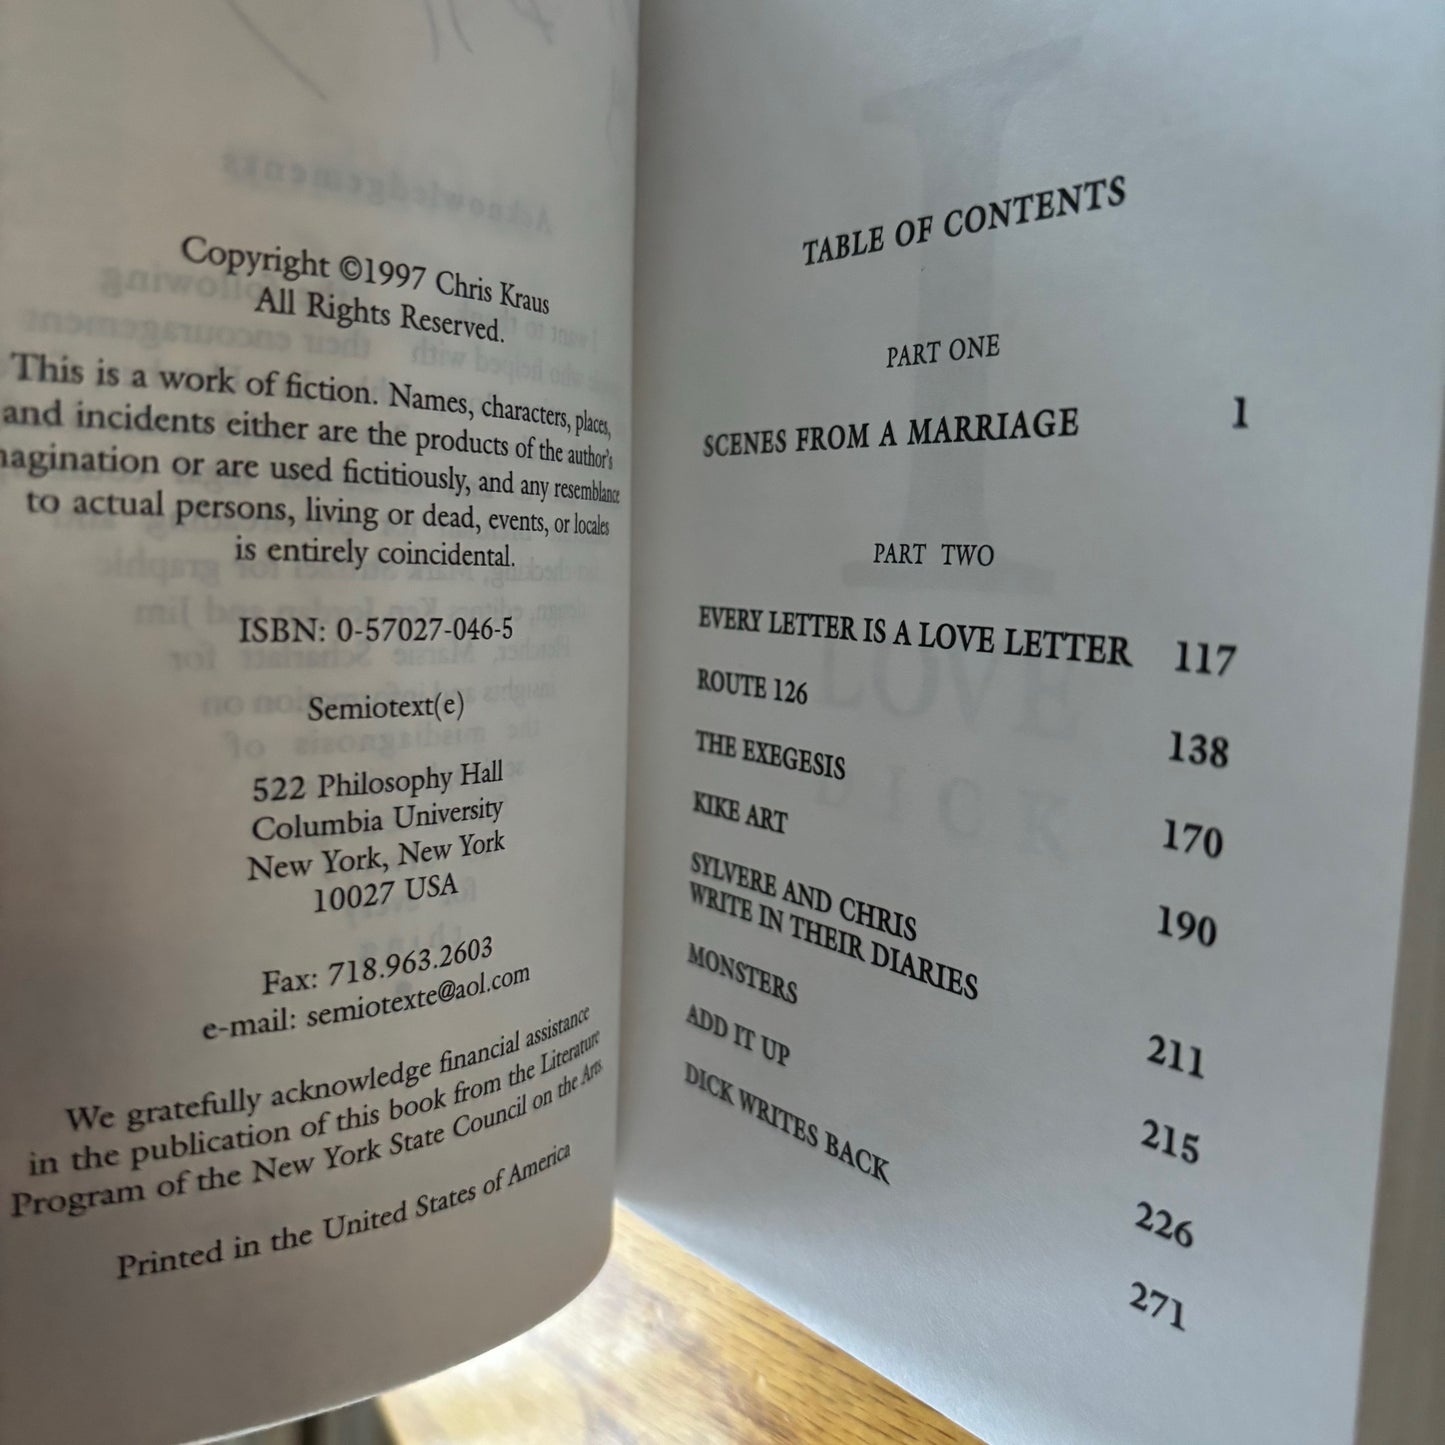 Copyright ©1997 Chris Kraus
All Rights Reserved.
This is a work of fiction. Names, characters, places,
and incidents either are the products of the author's
magination or are used fictitiously, and any resemblance
to actual persons, living or dead, events, or locales
is entirely coincidental.
ISBN: 0-57027-046-5
Semiotext(e)
522 Philosophy Hall
Columbia University
New York, New York
10027 USA
Fax: 718.963.2603
e-mail: semiotexte@aol.com
We gratefully acknowledge financial assistance
in the publication of this book from the Literature
Program of the New York State Council on the Arts
Printed in the United States of America
TABLE OF CONTENTS
PART ONE
SCENES FROM A MARRIAGE 1
PART TWO
EVERY LETTER IS A LOVE LETTER 117
ROUTE 126 138
THE EXEGESIS 170
KIKE ART 190
SYLVERE AND CHRIS
WRITE IN THEIR DIARIES 211
MONSTERS 215
ADD IT UP 226
DICK WRITES BACK 271
I
LOVE
DICK